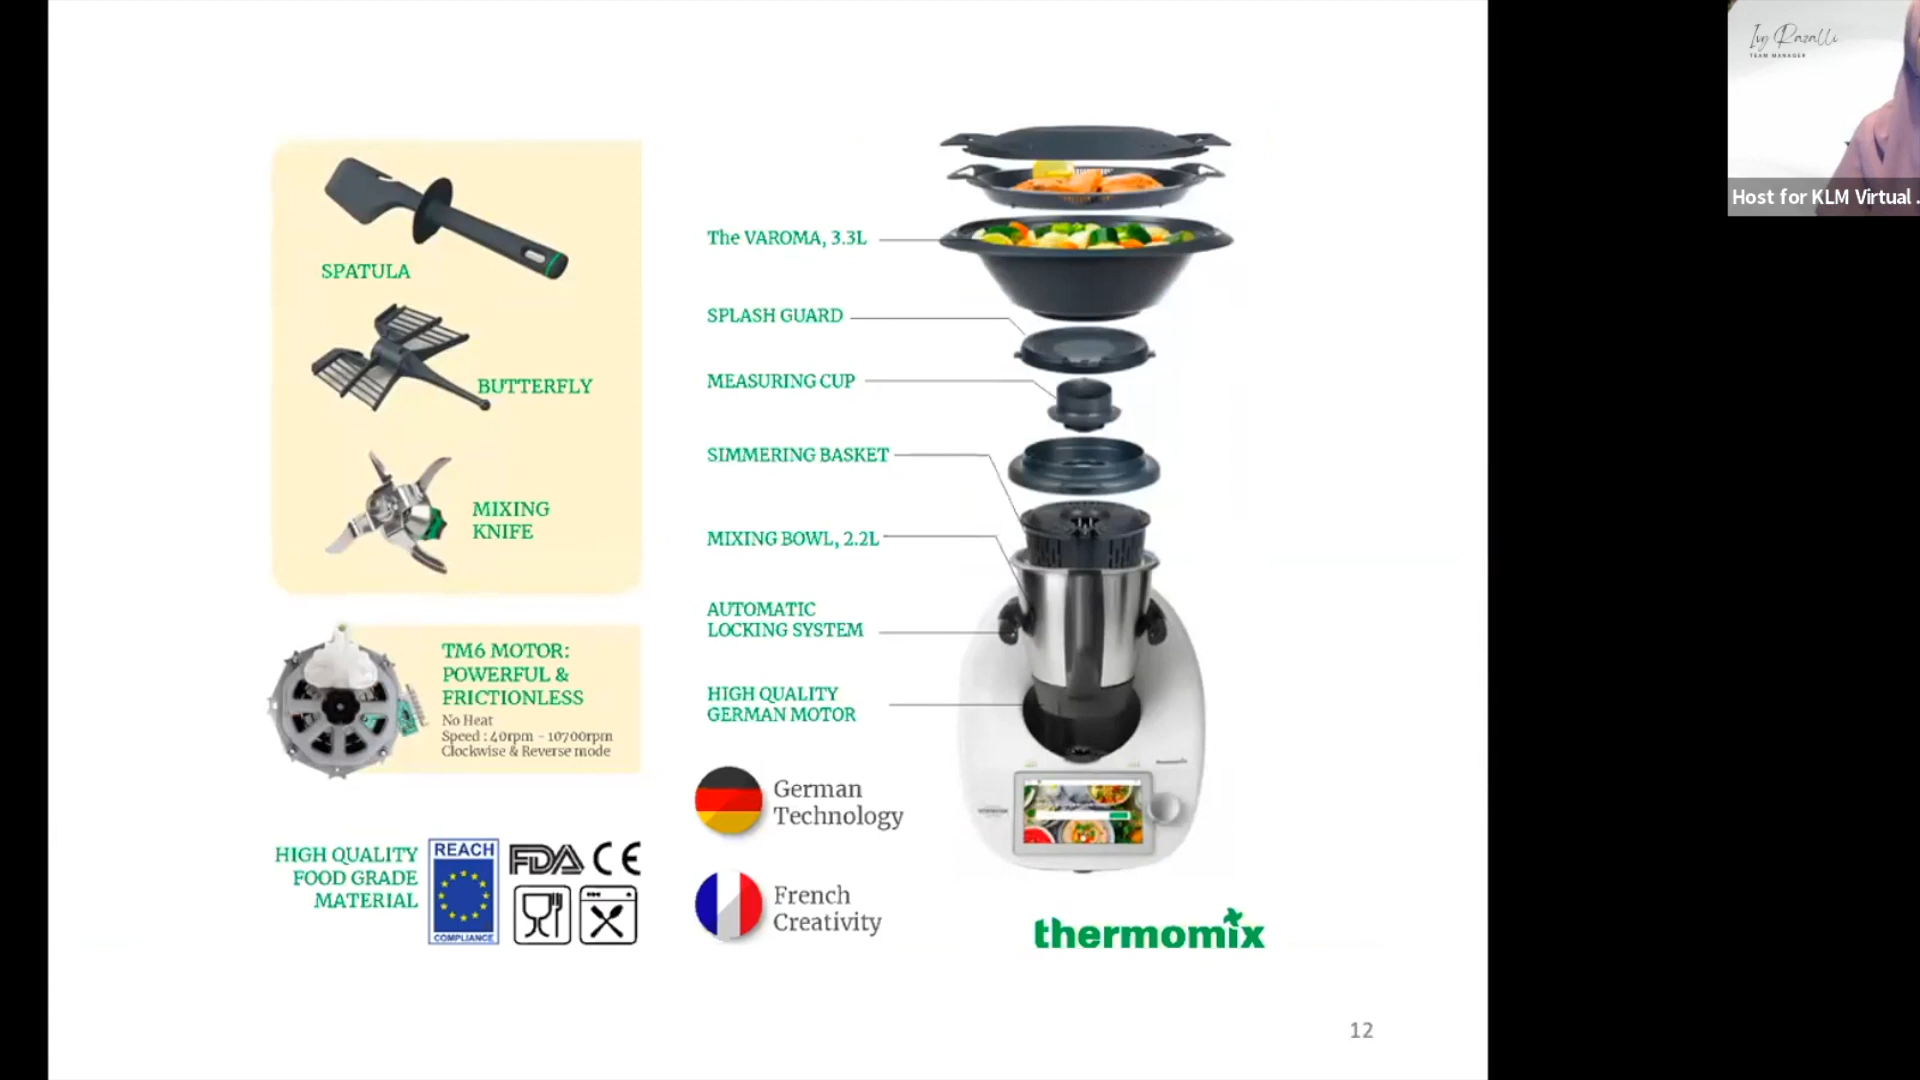 SPATULA
BUTTERFLY
MIXING
KNIFE
TM6 MOTOR:
POWERFUL &
FRICTIONLESS
No Heat
Speed : 40rpm - 10700rpm
Clockwise & Reverse mode
HIGH QUALITY
FOOD GRADE
MATERIAL
REACH
COMPLIANCE
FDA CE
The VAROMA, 3.3L
SPLASH GUARD
MEASURING CUP
SIMMERING BASKET
MIXING BOWL, 2.2L
AUTOMATIC
LOCKING SYSTEM
HIGH QUALITY
GERMAN MOTOR
German
Technology
French
Creativity
thermomix
thermomix
12
Ivy Razalli
TEAM MANAGER
Host for KLM Virtual .